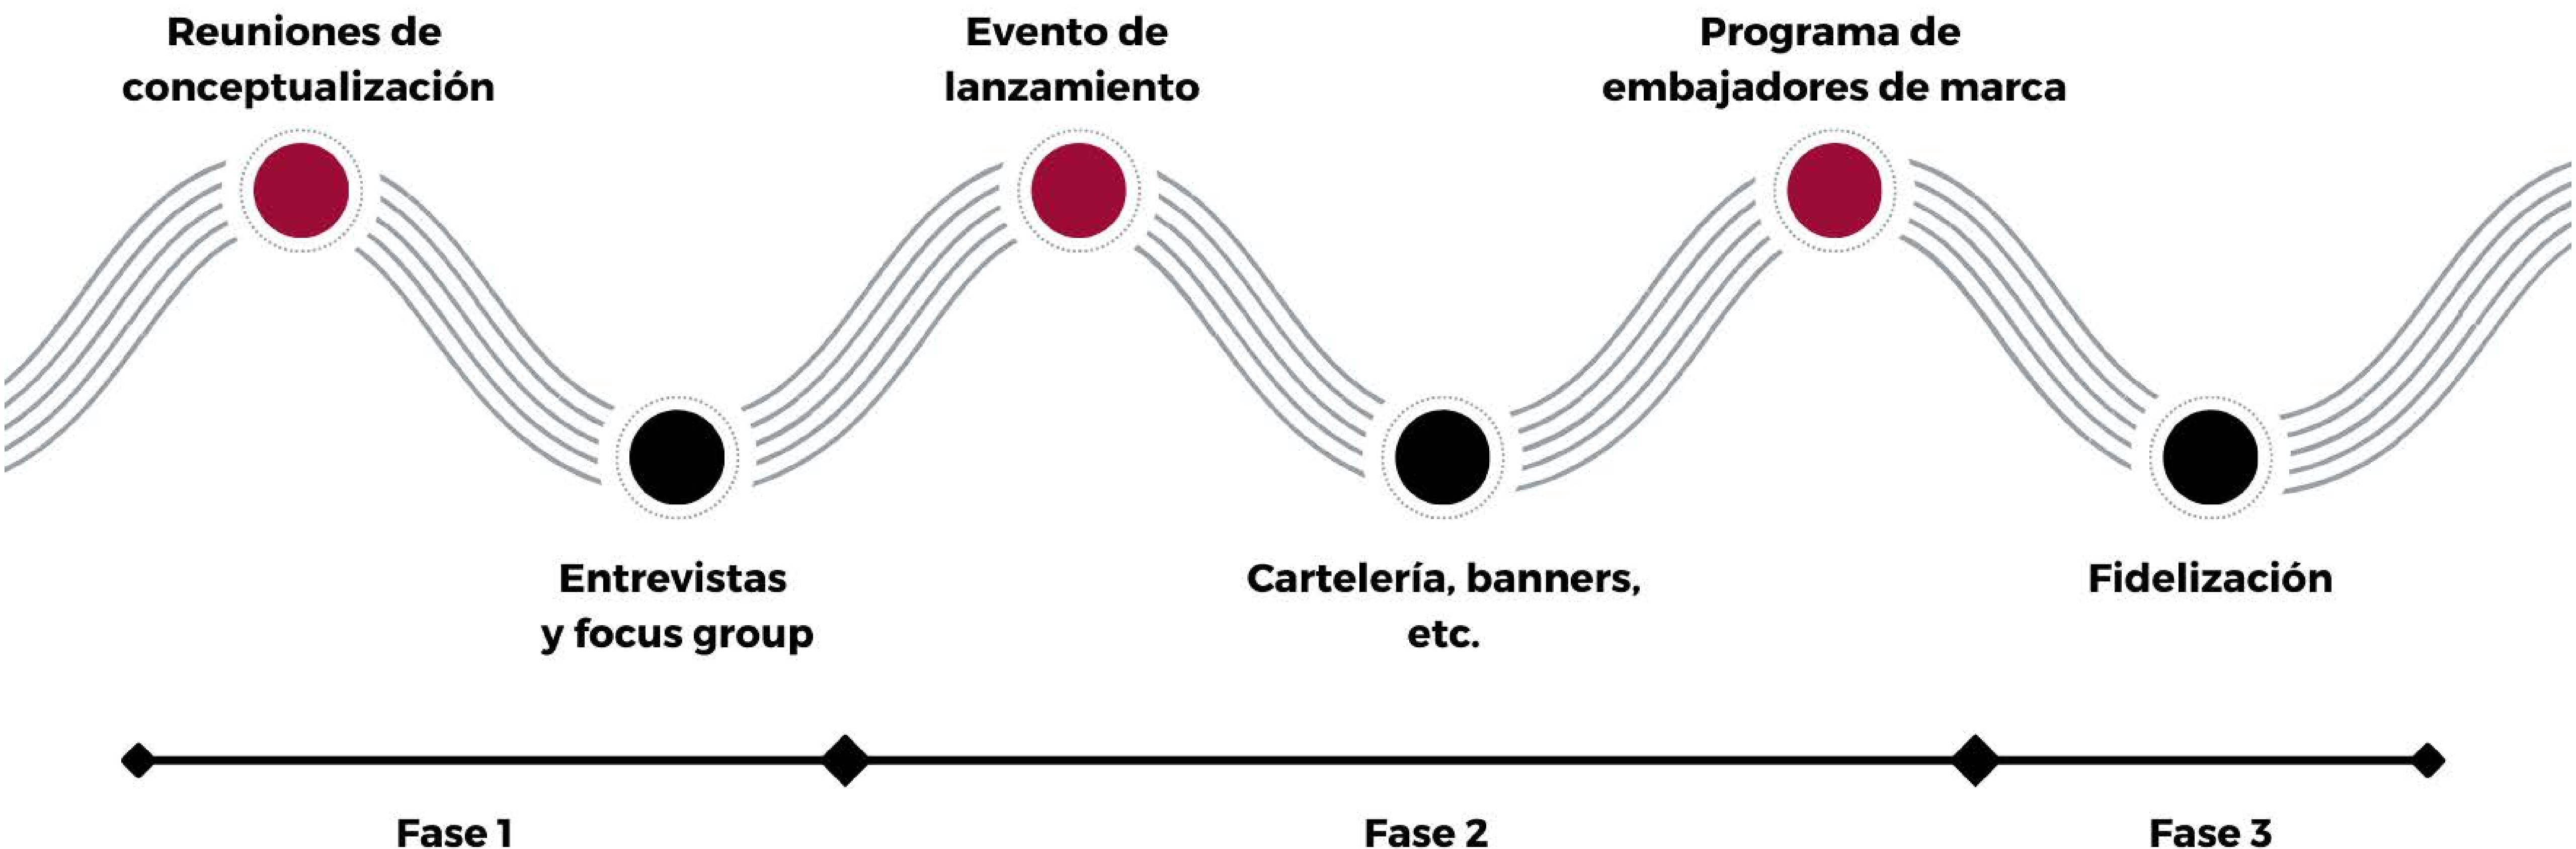 Reuniones de
conceptualización
Evento de
lanzamiento
Programa de
embajadores de marca
Entrevistas
y focus group
Cartelería, banners,
etc.
Fidelización
Fase 1
Fase 2
Fase 3